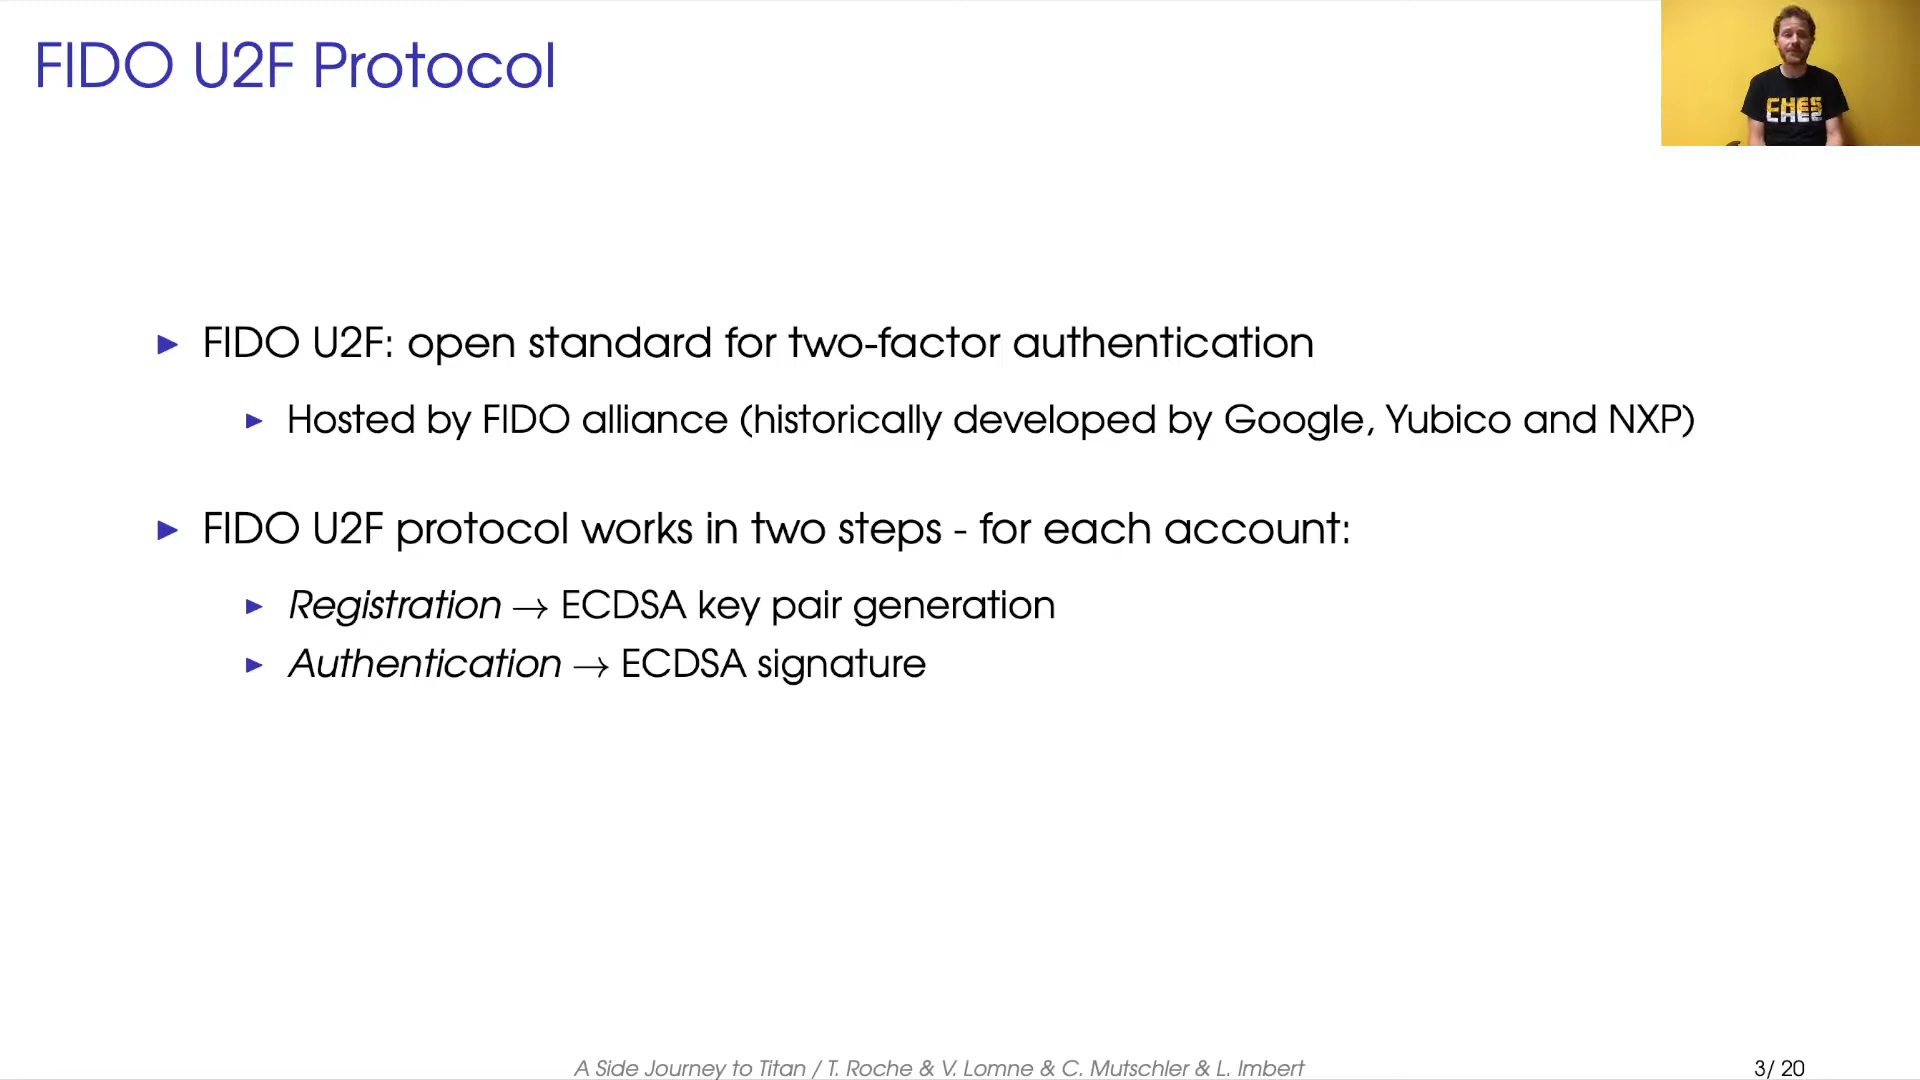 FIDO U2F Protocol
CHES
CHES
▶ FIDO U2F: open standard for two-factor authentication
▶ Hosted by FIDO alliance (historically developed by Google, Yubico and NXP)
▶ FIDO U2F protocol works in two steps - for each account:
▶ Registration → ECDSA key pair generation
▶ Authentication → ECDSA signature
A Side Journey to Titan / T. Roche & V. Lomne & C. Mutschler & L. Imbert
3/ 20